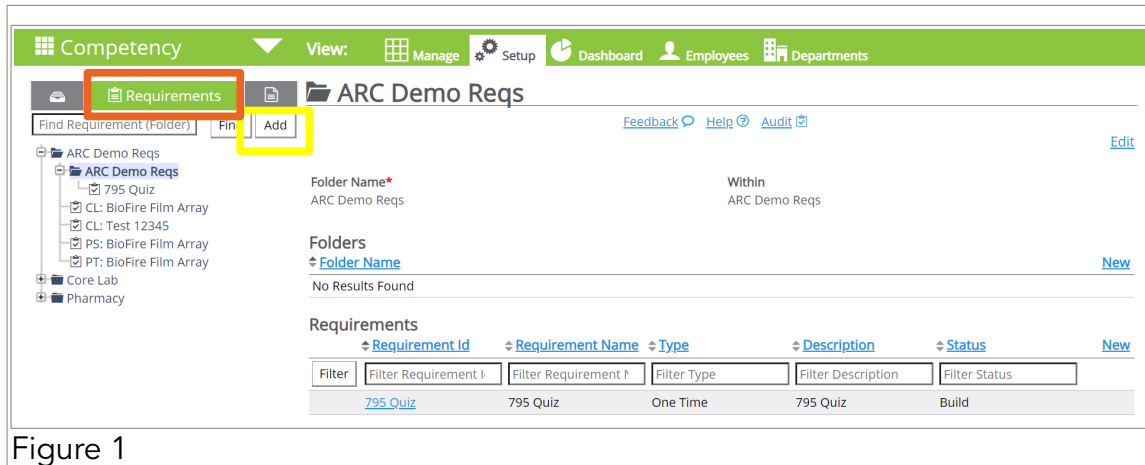 Competency View: Manage Setup Dashboard Employees Departments
Requirements
Find Requirement (Folder) Fin Add
ARC Demo Reqs
ARC Demo Reqs
795 Quiz
CL: BioFire Film Array
CL: Test 12345
PS: BioFire Film Array
PT: BioFire Film Array
Core Lab
Pharmacy
ARC Demo Reqs
Feedback Help Audit
Edit
Folder Name* Within
ARC Demo Reqs ARC Demo Reqs
Folders
Folder Name New
No Results Found
Requirements
Requirement Id Requirement Name Type Description Status New
Filter Filter Requirement I Filter Requirement N Filter Type Filter Description Filter Status
795 Quiz 795 Quiz One Time 795 Quiz Build
Figure 1